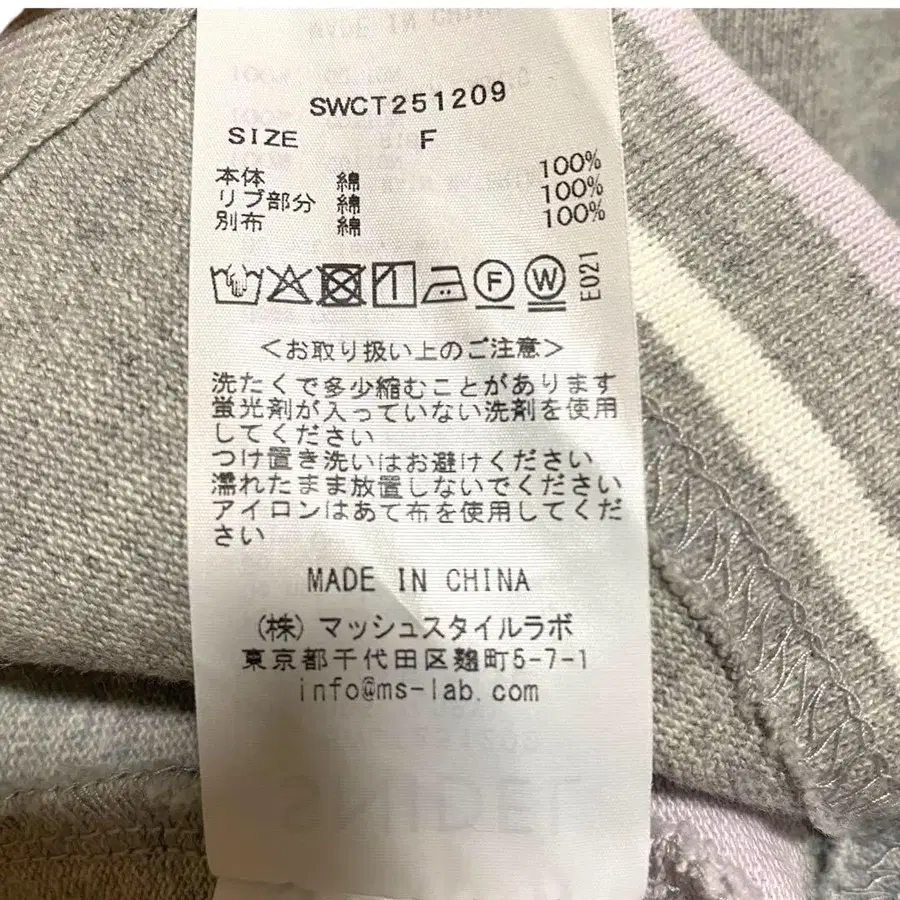 SWCT251209
SIZE F
本体 綿 100%
リブ部分 綿 100%
別布 綿 100%
F W E021
<お取り扱い上のご注意>
洗たくで多少縮むことがあります
蛍光剤が入っていない洗剤を使用
してください
つけ置き洗いはお避けください
濡れたまま放置しないでください
アイロンはあて布を使用してくだ
さい
MADE IN CHINA
(株) マッシュスタイルラボ
東京都千代田区麹町5-7-1
info@ms-lab.com
SNIDEL